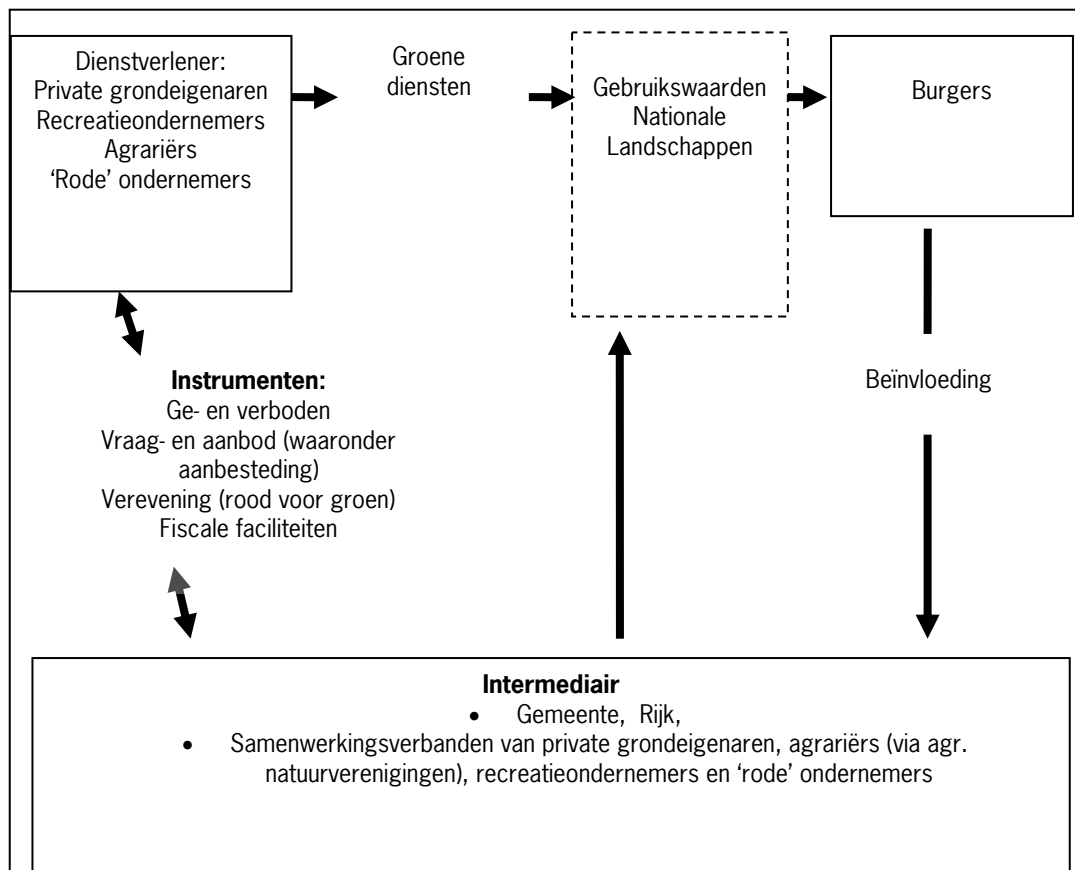 Dienstverlener:
Private grondeigenaren
Recreatieondernemers
Agrariërs
‘Rode’ ondernemers
Groene
diensten
Gebruikswaarden
Nationale
Landschappen
Burgers
Beïnvloeding
Instrumenten:
Ge- en verboden
Vraag- en aanbod (waaronder
aanbesteding)
Verevening (rood voor groen)
Fiscale faciliteiten
Intermediair
• Gemeente, Rijk,
• Samenwerkingsverbanden van private grondeigenaren, agrariërs (via agr.
natuurverenigingen), recreatieondernemers en ‘rode’ ondernemers